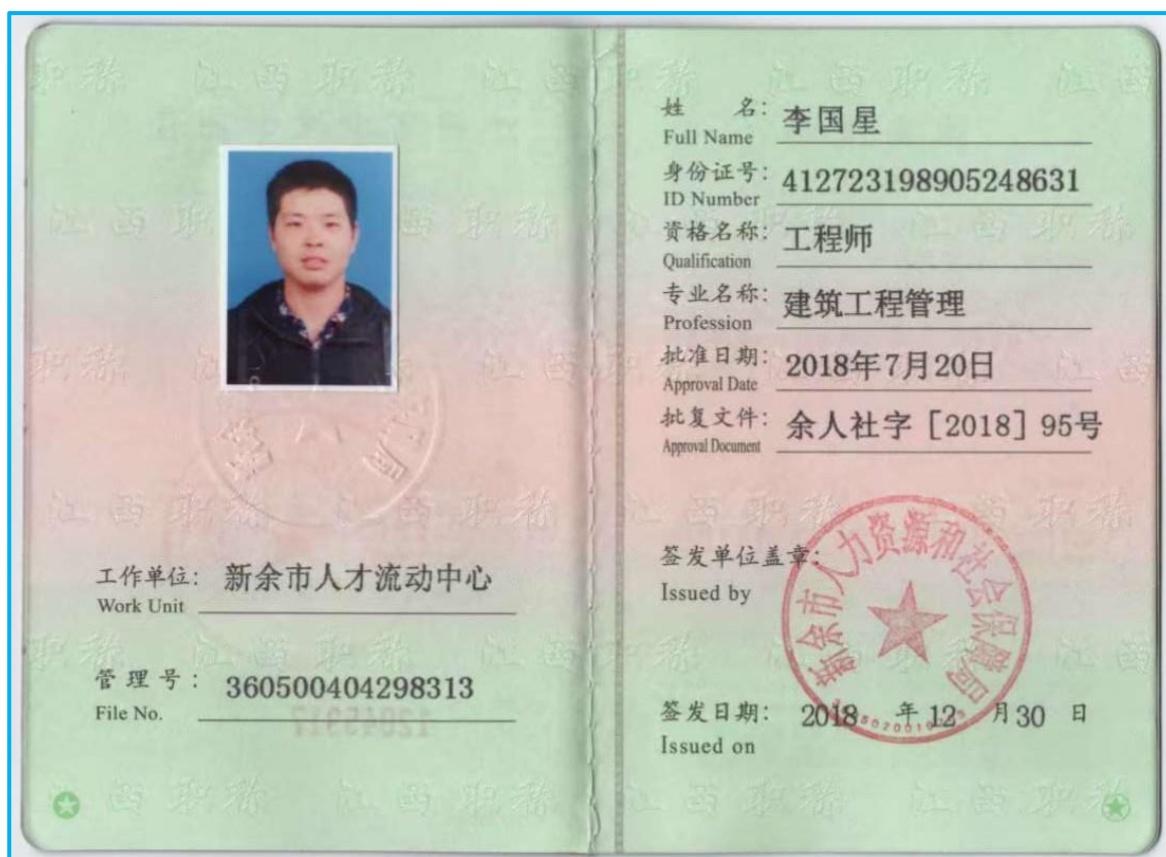 工作单位: 新余市人才流动中心
Work Unit
管 理 号: 360500404298313
File No.
姓 名: 李国星
Full Name
身份证号: 412723198905248631
ID Number
资格名称: 工程师
Qualification
专业名称: 建筑工程管理
Profession
批准日期: 2018年7月20日
Approval Date
批复文件: 余人社字［2018］95号
Approval Document
签发单位盖章:
Issued by
新余市人力资源和社会保障局
签发日期: 2018 年 12 月 30 日
Issued on
江西职称